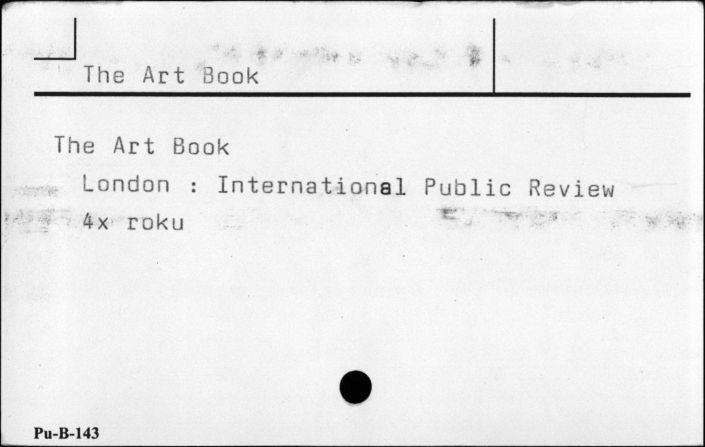 The Art Book
The Art Book
London : International Public Review
4x roku
Pu-B-143